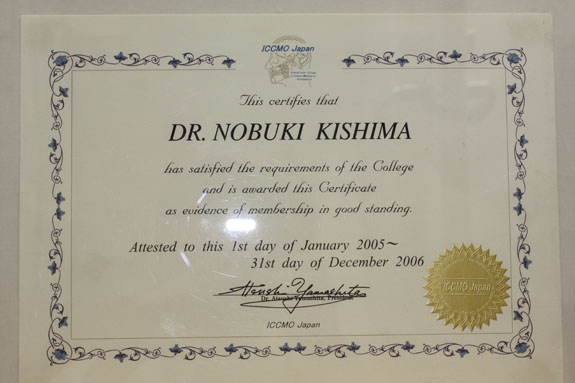 ICCMO Japan
This certifies that
DR. NOBUKI KISHIMA
has satisfied the requirements of the College
and is awarded this Certificate
as evidence of membership in good standing.
Attested to this 1st day of January 2005~
31st day of December 2006
Dr. Atsushi Yamashita, President
ICCMO Japan
ICCMO Japan